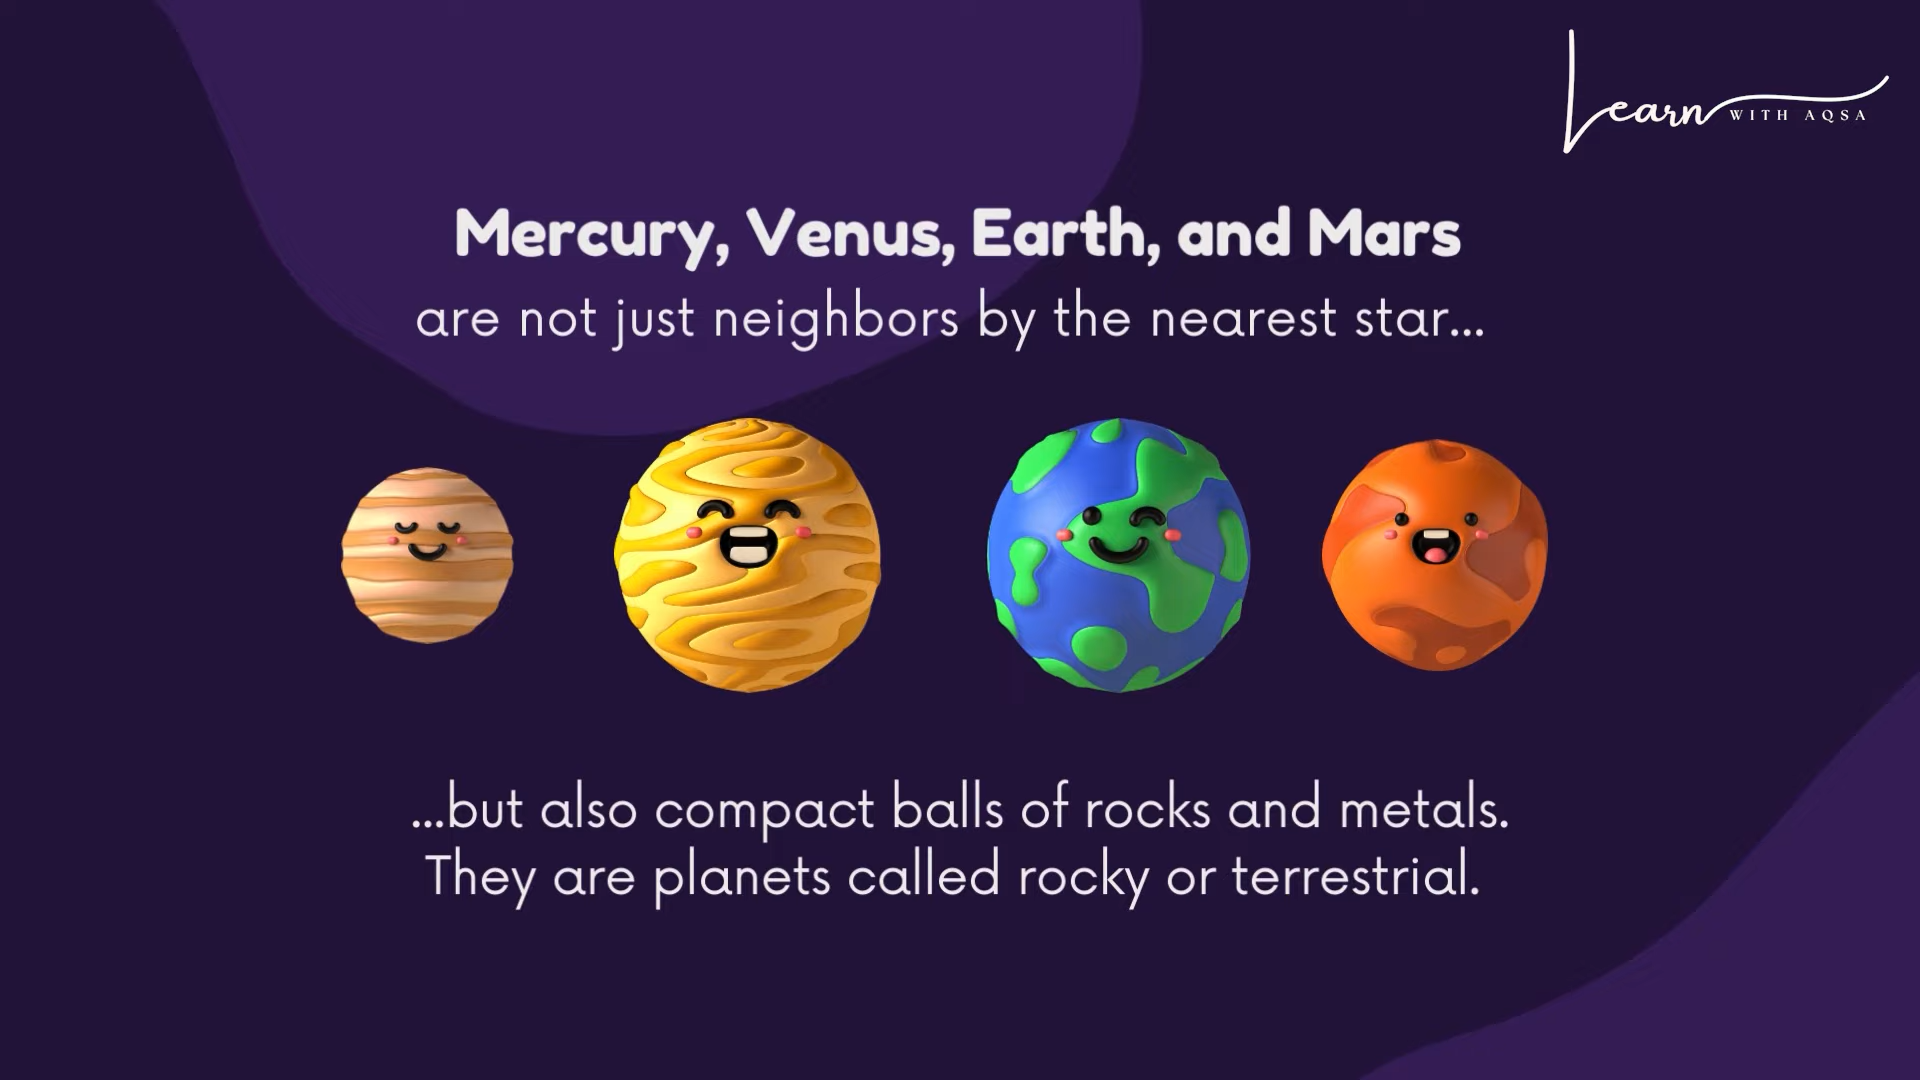 Learn WITH AQSA
Mercury, Venus, Earth, and Mars
are not just neighbors by the nearest star...
...but also compact balls of rocks and metals.
They are planets called rocky or terrestrial.